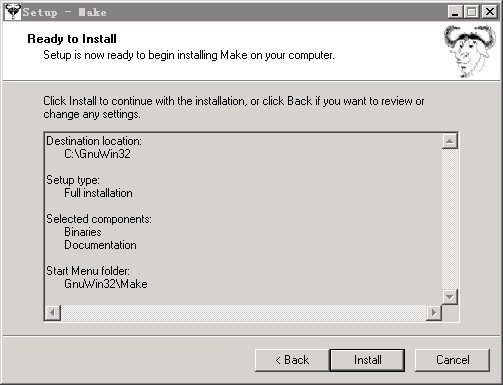 Setup - Make
Ready to Install
Setup is now ready to begin installing Make on your computer.
Click Install to continue with the installation, or click Back if you want to review or
change any settings.
Destination location:
C:\GnuWin32
Setup type:
Full installation
Selected components:
Binaries
Documentation
Start Menu folder:
GnuWin32\Make
< Back
Install
Cancel